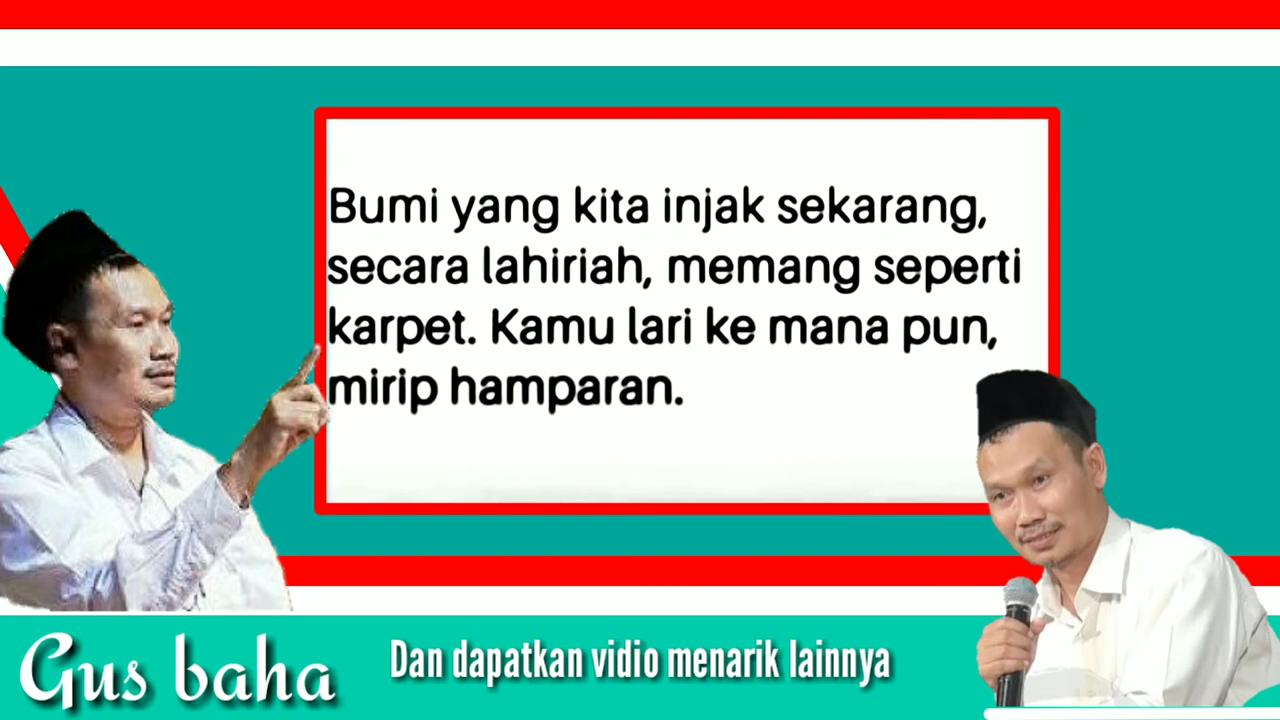 Bumi yang kita injak sekarang,
secara lahiriah, memang seperti
karpet. Kamu lari ke mana pun,
mirip hamparan.
Gus baha
Dan dapatkan vidio menarik lainnya